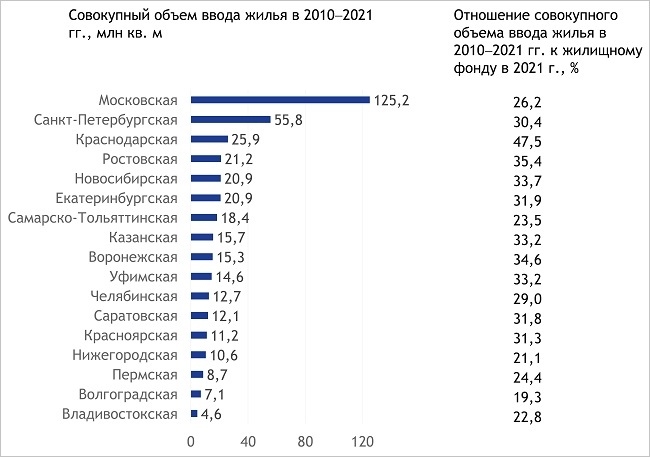 Совокупный объем ввода жилья в 2010–2021
гг., млн кв. м
Отношение совокупного
объема ввода жилья в
2010–2021 гг. к жилищному
фонду в 2021 г., %
Московская 125,2 26,2
Санкт-Петербургская 55,8 30,4
Краснодарская 25,9 47,5
Ростовская 21,2 35,4
Новосибирская 20,9 33,7
Екатеринбургская 20,9 31,9
Самарско-Тольяттинская 18,4 23,5
Казанская 15,7 33,2
Воронежская 15,3 34,6
Уфимская 14,6 33,2
Челябинская 12,7 29,0
Саратовская 12,1 31,8
Красноярская 11,2 31,3
Нижегородская 10,6 21,1
Пермская 8,7 24,4
Волгоградская 7,1 19,3
Владивостокская 4,6 22,8
0 40 80 120